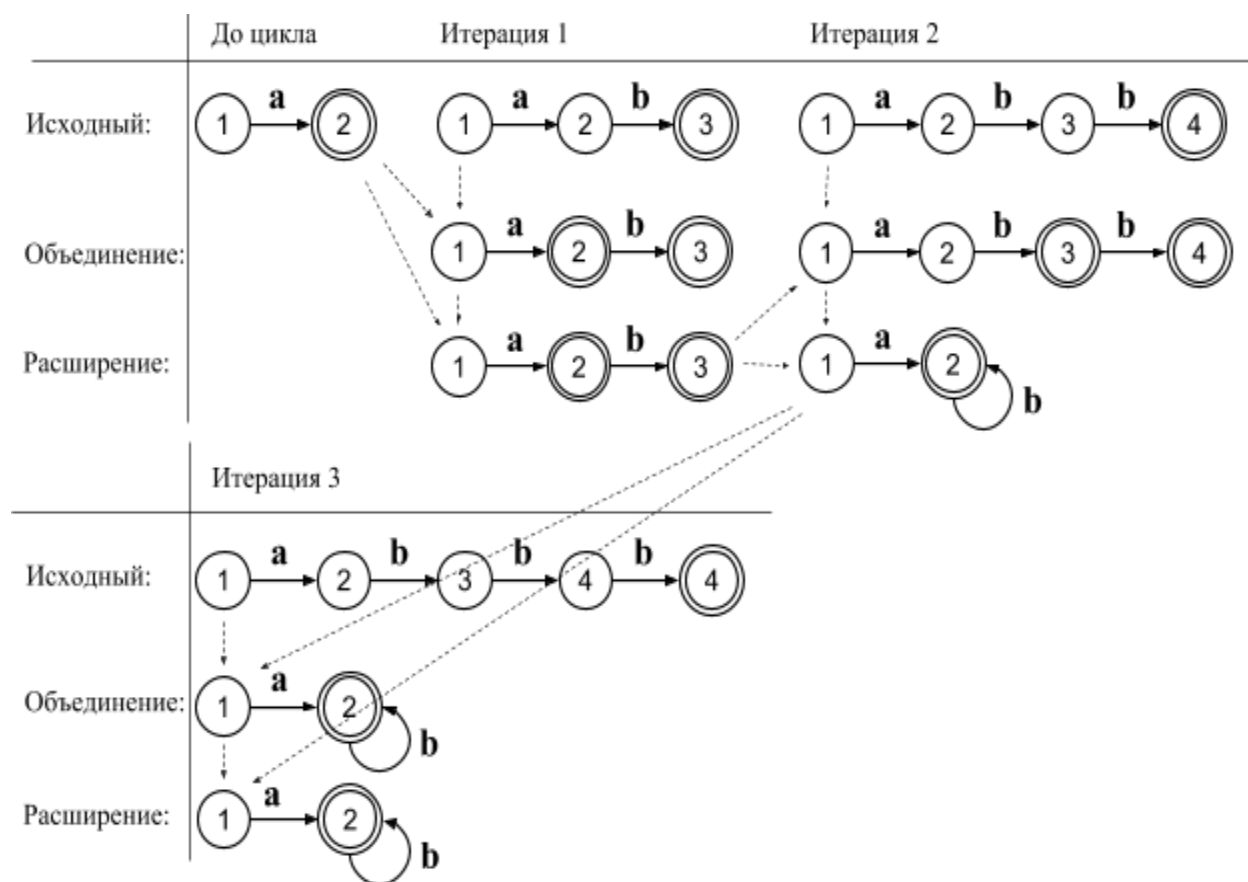 До цикла Итерация 1 Итерация 2
a a b a b b
Исходный: 1 2 1 2 3 1 2 3 4
a b a b b
Объединение: 1 2 3 1 2 3 4
a b a
Расширение: 1 2 3 1 2
b
Итерация 3
a b b b
Исходный: 1 2 3 4 4
a
Объединение: 1 2
b
a
Расширение: 1 2
b